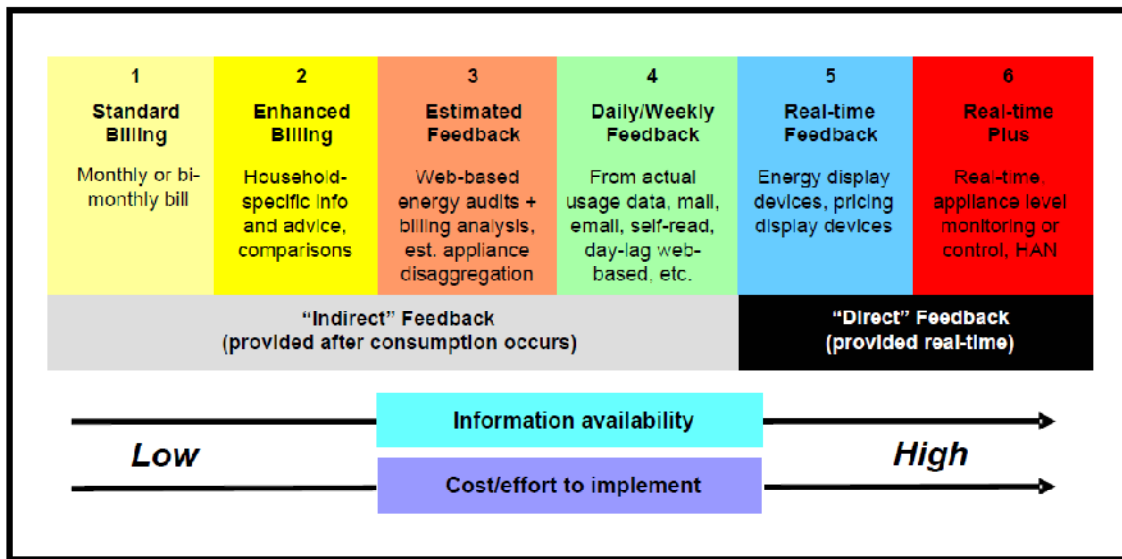 1
Standard
Billing
Monthly or bi-
monthly bill
2
Enhanced
Billing
Household-
specific info
and advice,
comparisons
3
Estimated
Feedback
Web-based
energy audits +
billing analysis,
est. appliance
disaggregation
4
Daily/Weekly
Feedback
From actual
usage data, mail,
email, self-read,
day-lag web-
based, etc.
5
Real-time
Feedback
Energy display
devices, pricing
display devices
6
Real-time
Plus
Real-time,
appliance level
monitoring or
control, HAN
“Indirect” Feedback
(provided after consumption occurs)
“Direct” Feedback
(provided real-time)
Information availability
Low
High
Cost/effort to implement